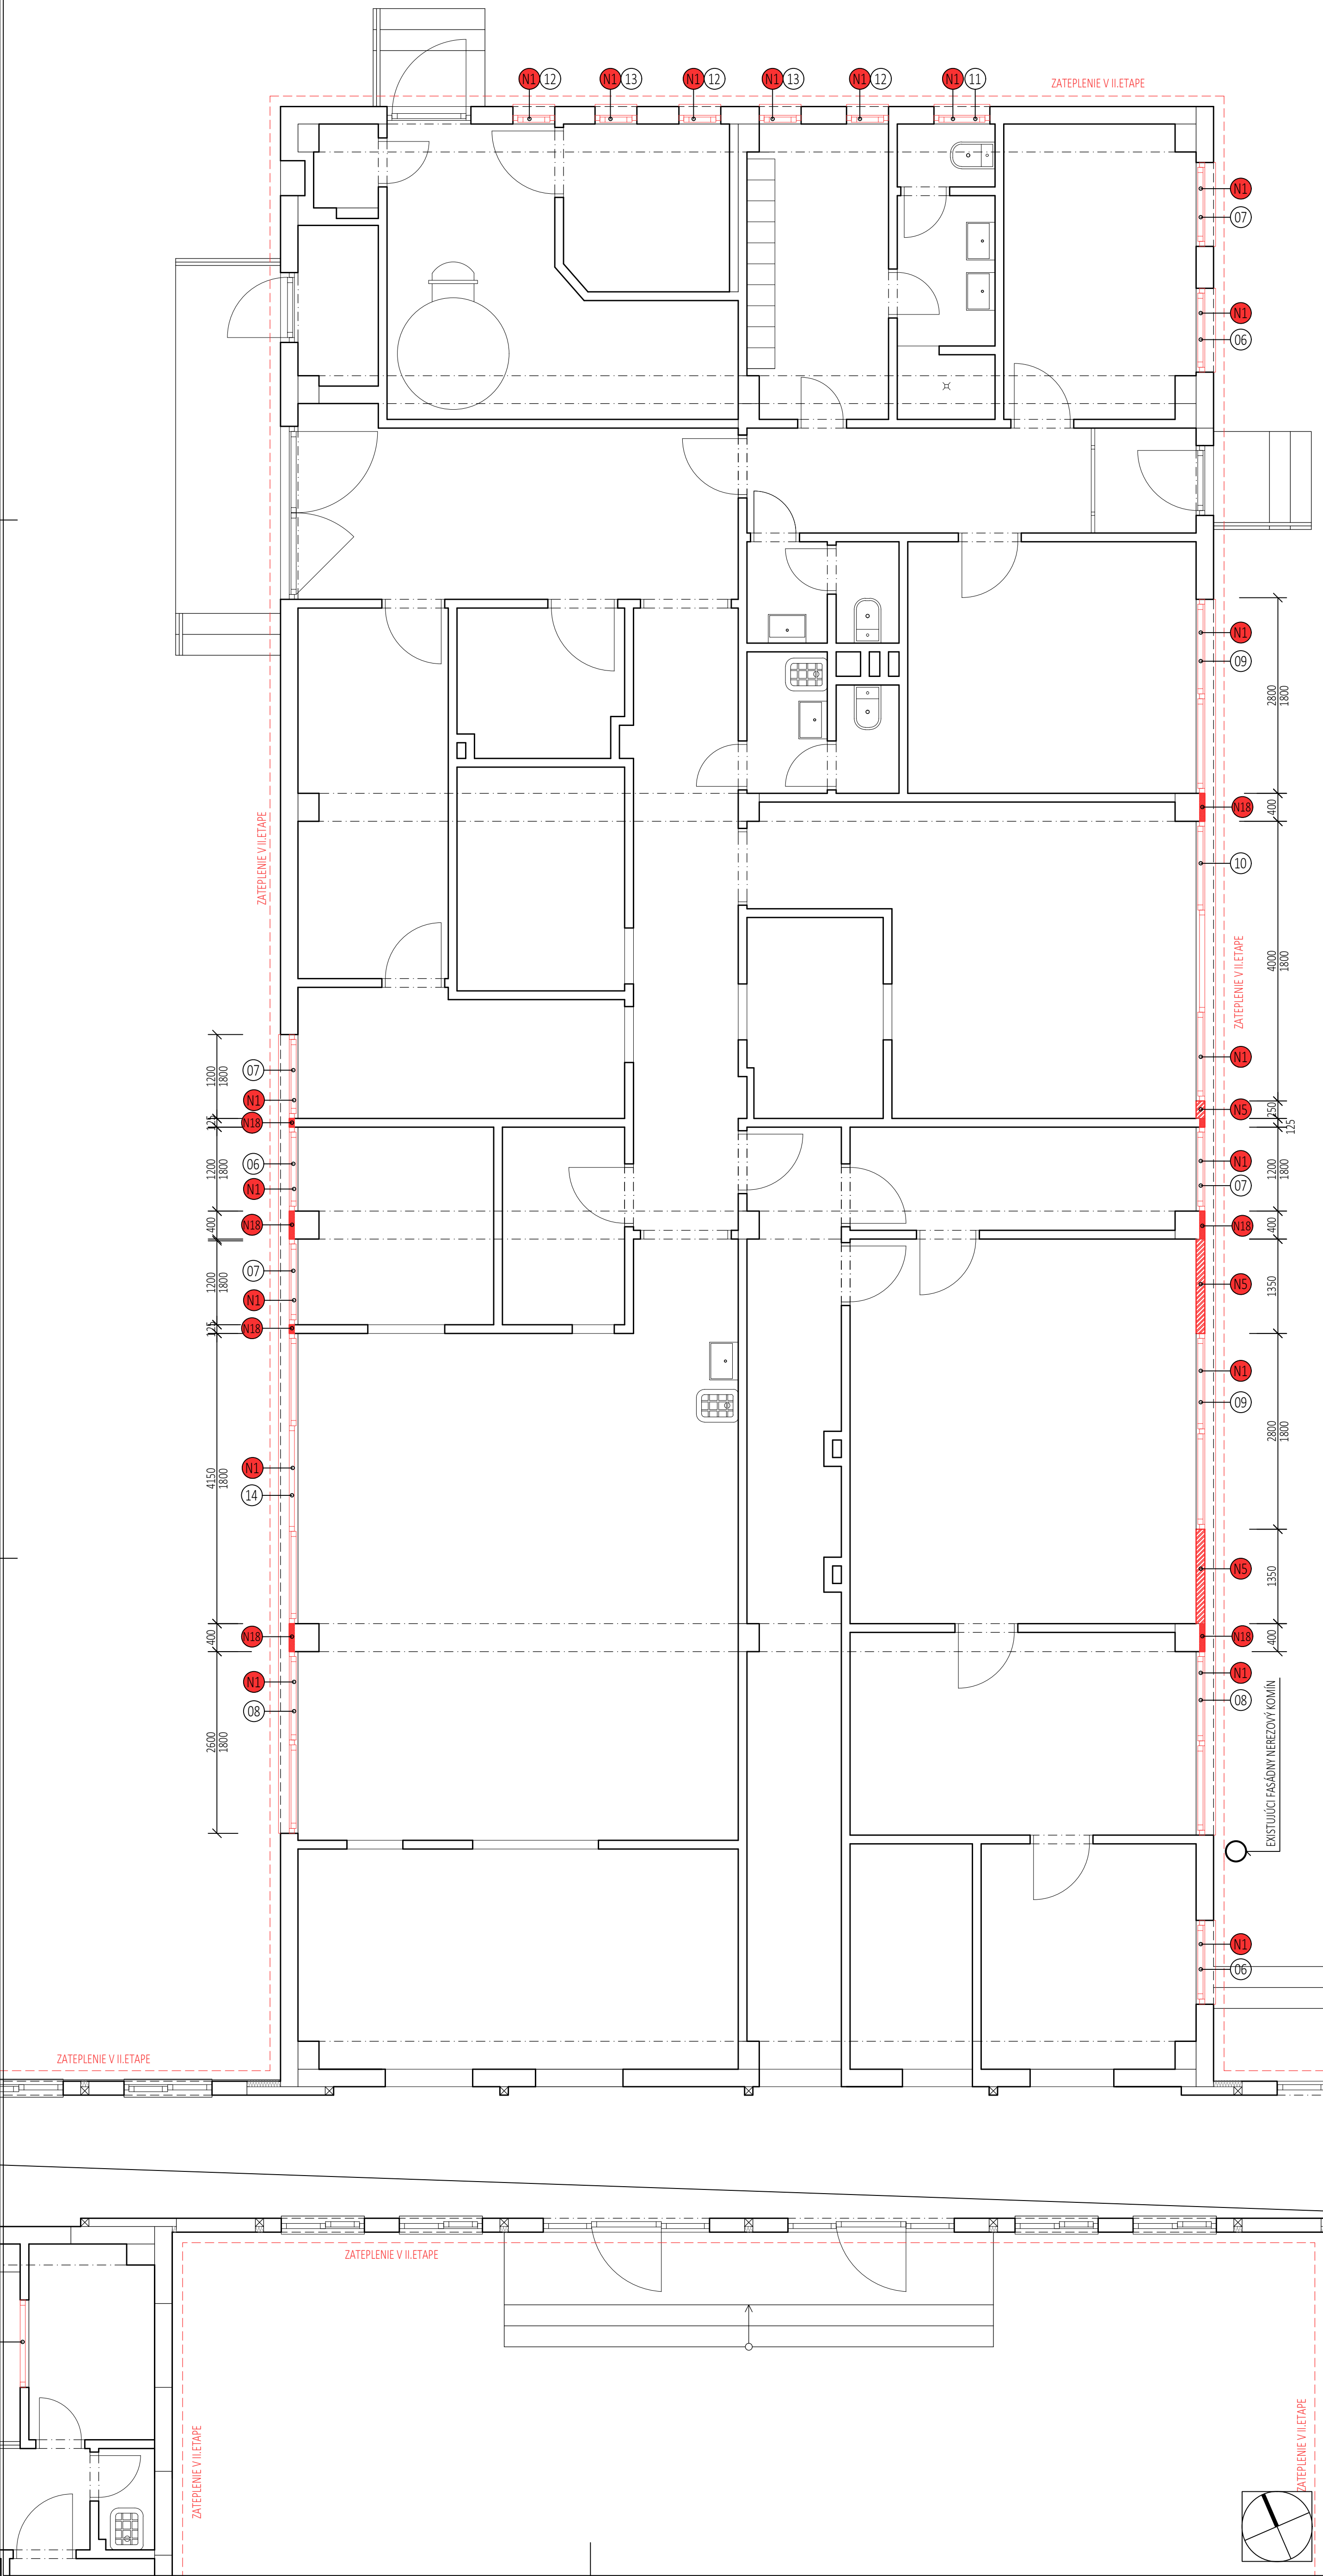 N1 12 N1 13 N1 12 N1 13 N1 12 N1 11
ZATEPLENIE V II.ETAPE
N1
07
N1
06
N1
09
2800
1800
N18
400
10
4000
1800
ZATEPLENIE V II.ETAPE
N1
N5
250
125
N1
07
1200
1800
N18
400
N5
1350
N1
09
2800
1800
N5
1350
N18
400
N1
08
EXISTUJÚCI FASÁDNY NEREZOVÝ KOMÍN
N1
06
ZATEPLENIE V II.ETAPE
07
N1
1200
1800
N18
125
06
N1
1200
1800
N18
400
07
N1
1200
1800
N18
125
N1
14
4150
1800
N18
400
N1
08
2600
1800
ZATEPLENIE V II.ETAPE
ZATEPLENIE V II.ETAPE
ZATEPLENIE V II.ETAPE
ZATEPLENIE V II.ETAPE